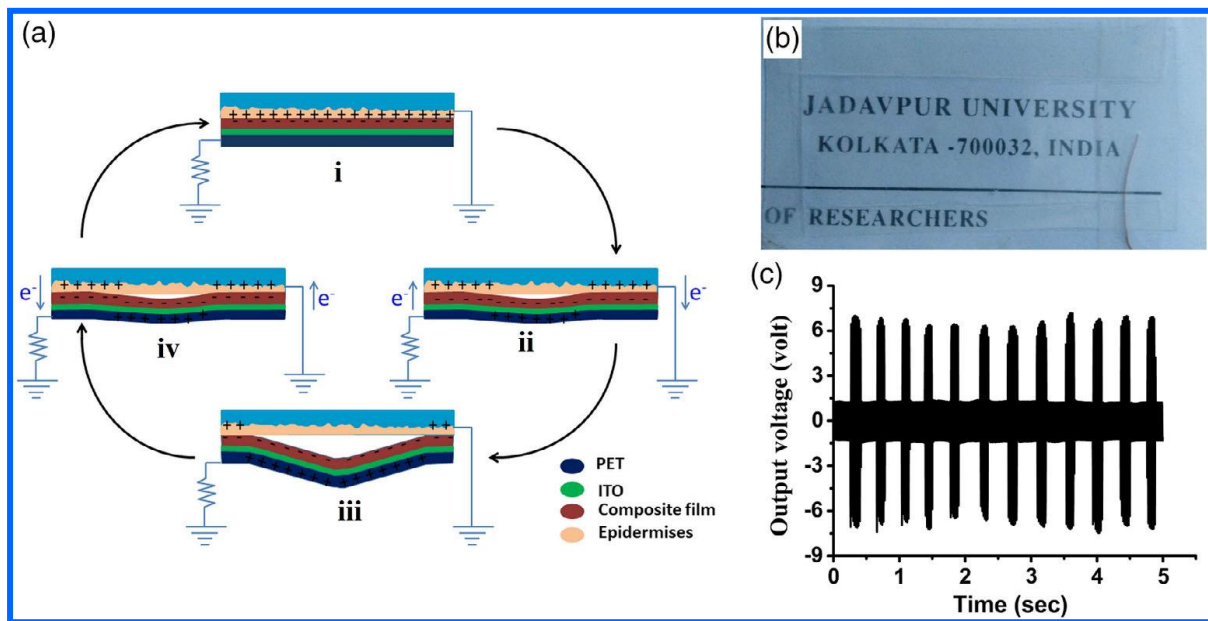 (a)
i
e⁻
e⁻
e⁻
e⁻
iv
ii
iii
PET
ITO
Composite film
Epidermises
(b)
JADAVPUR UNIVERSITY
KOLKATA -700032, INDIA
OF RESEARCHERS
(c)
Output voltage (volt)
9
6
3
0
-3
-6
-9
0 1 2 3 4 5
Time (sec)